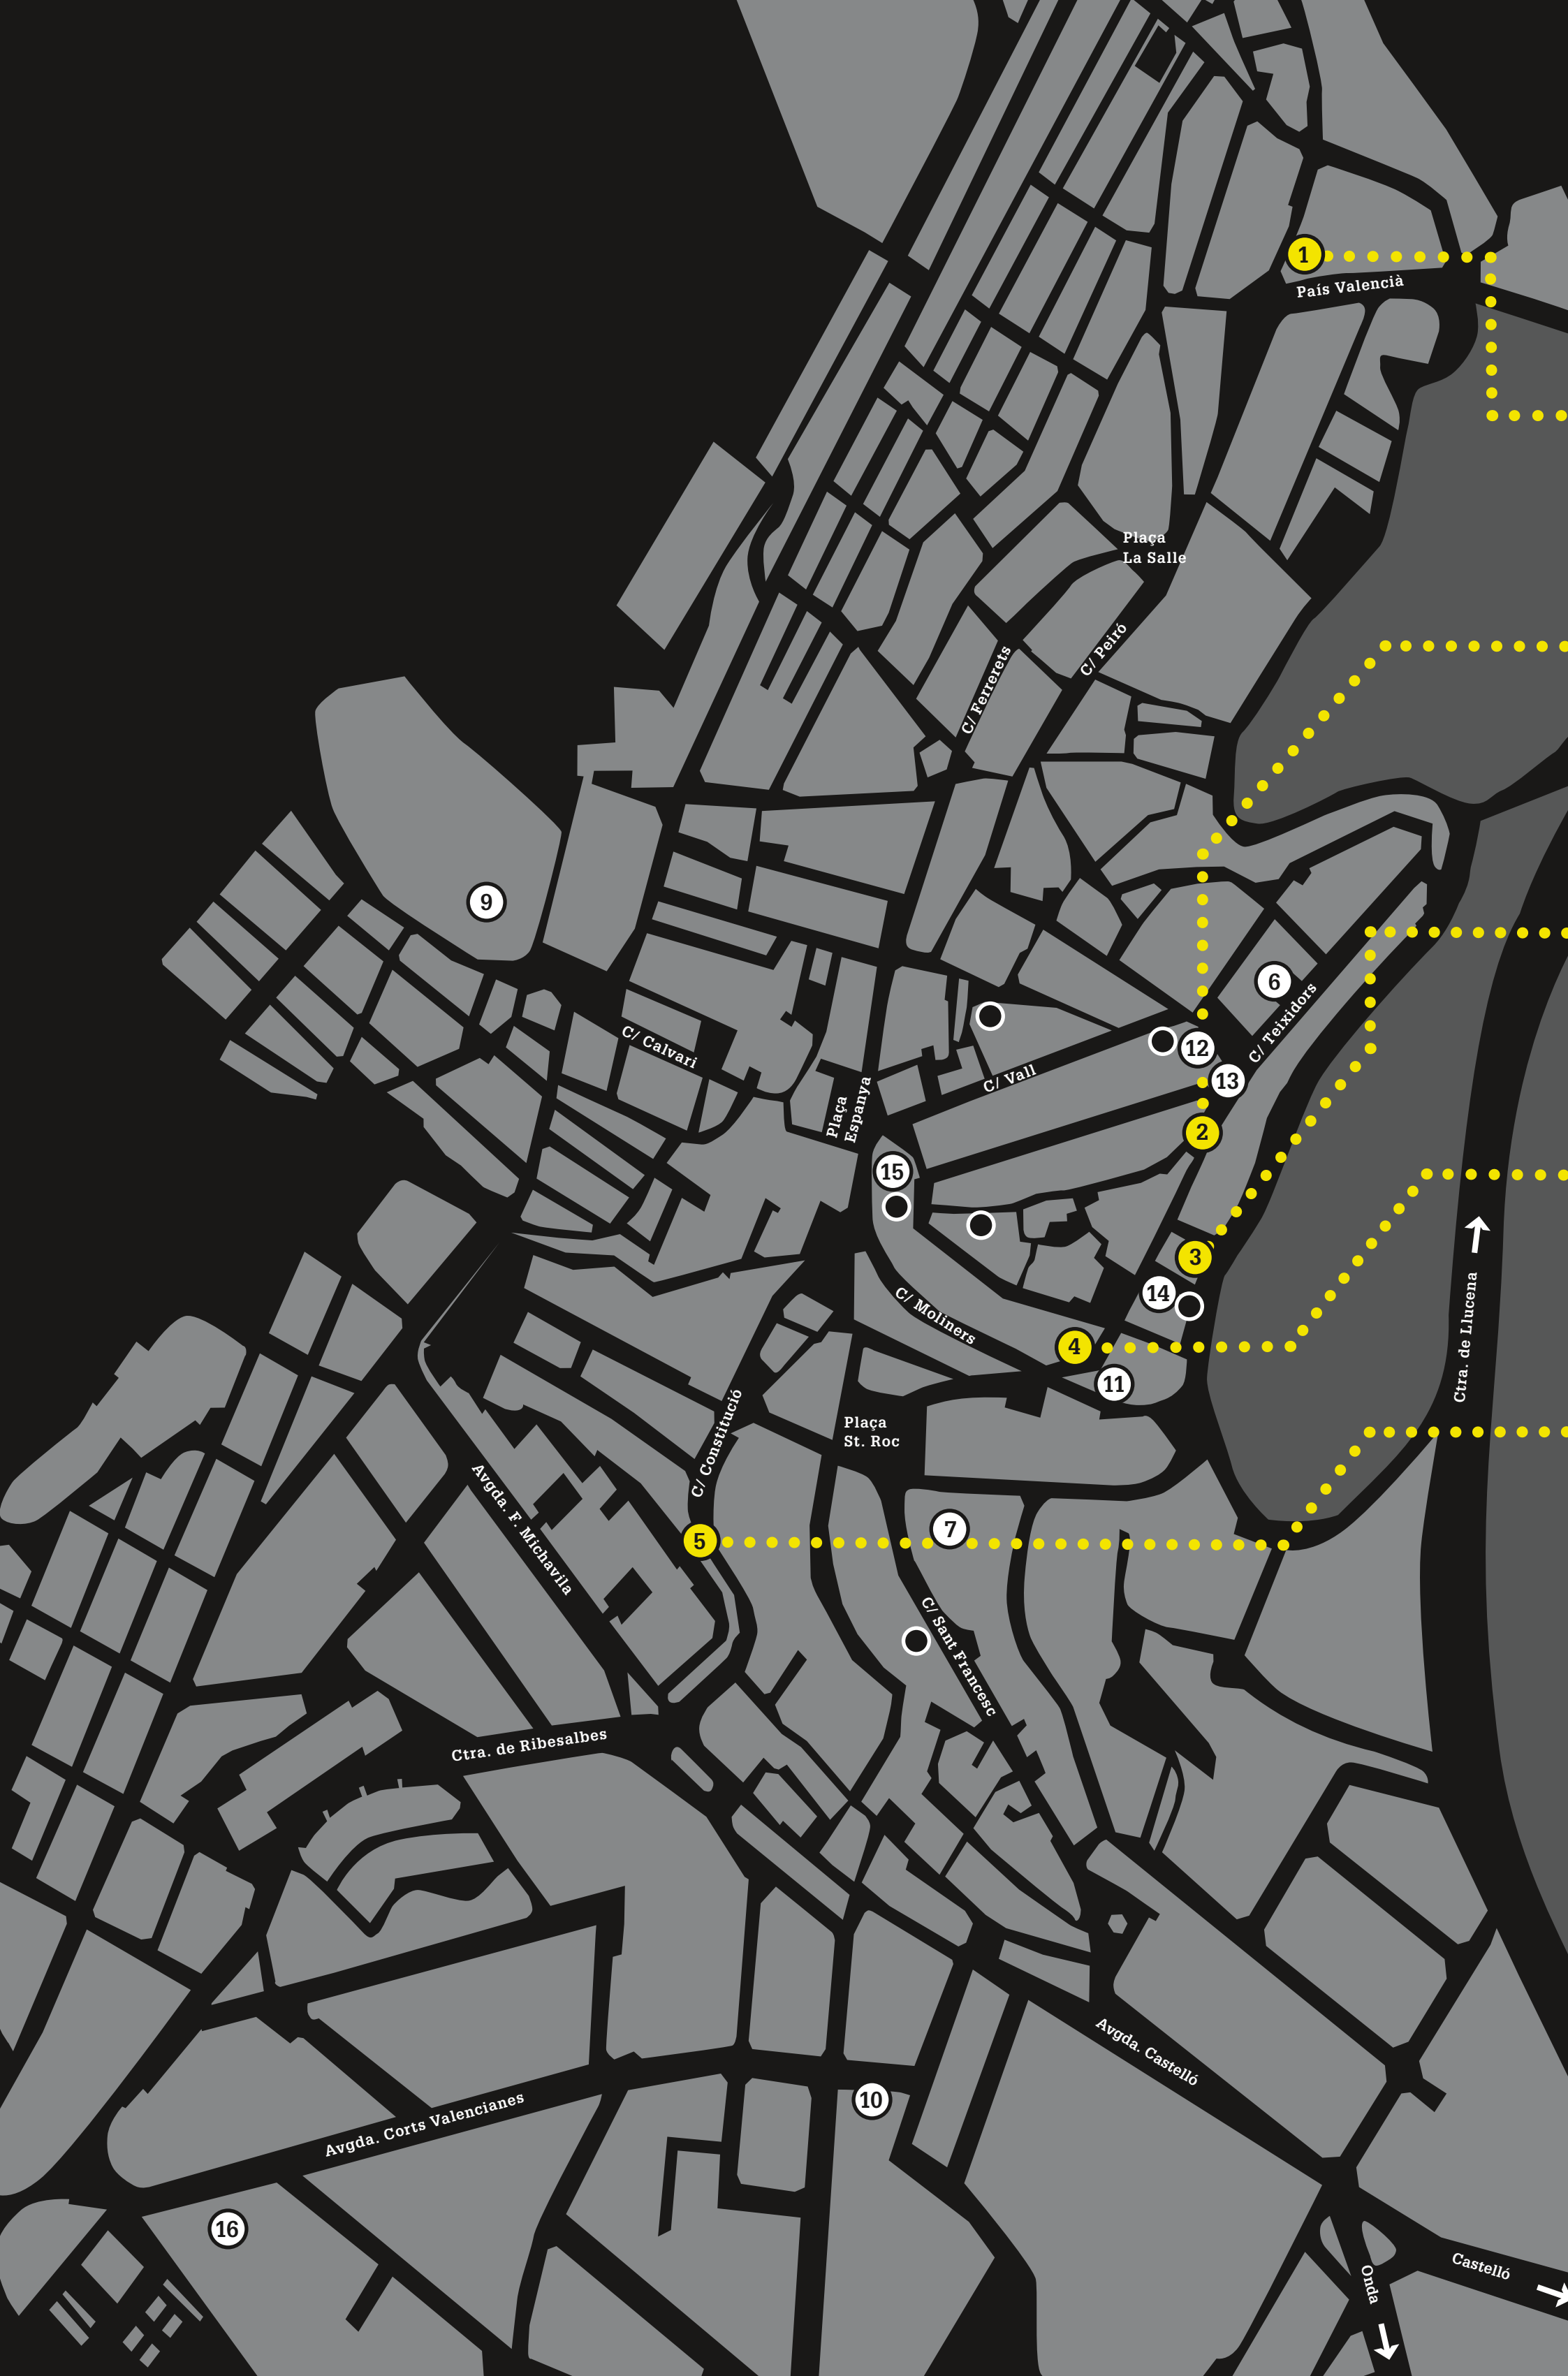 1
País Valencià
Plaça
La Salle
C/ Peiró
C/ Ferrerets
9
6
C/ Teixidors
C/ Calvari
12
C/ Vall
13
Plaça
Espanya
2
15
3
14
C/ Moliners
Ctra. de Llucena
4
11
C/ Constitució
Plaça
St. Roc
Avgda. F. Michavila
7
5
C/ Sant Francesc
Ctra. de Ribesalbes
Avgda. Castelló
10
Avgda. Corts Valencianes
16
Castelló
Onda